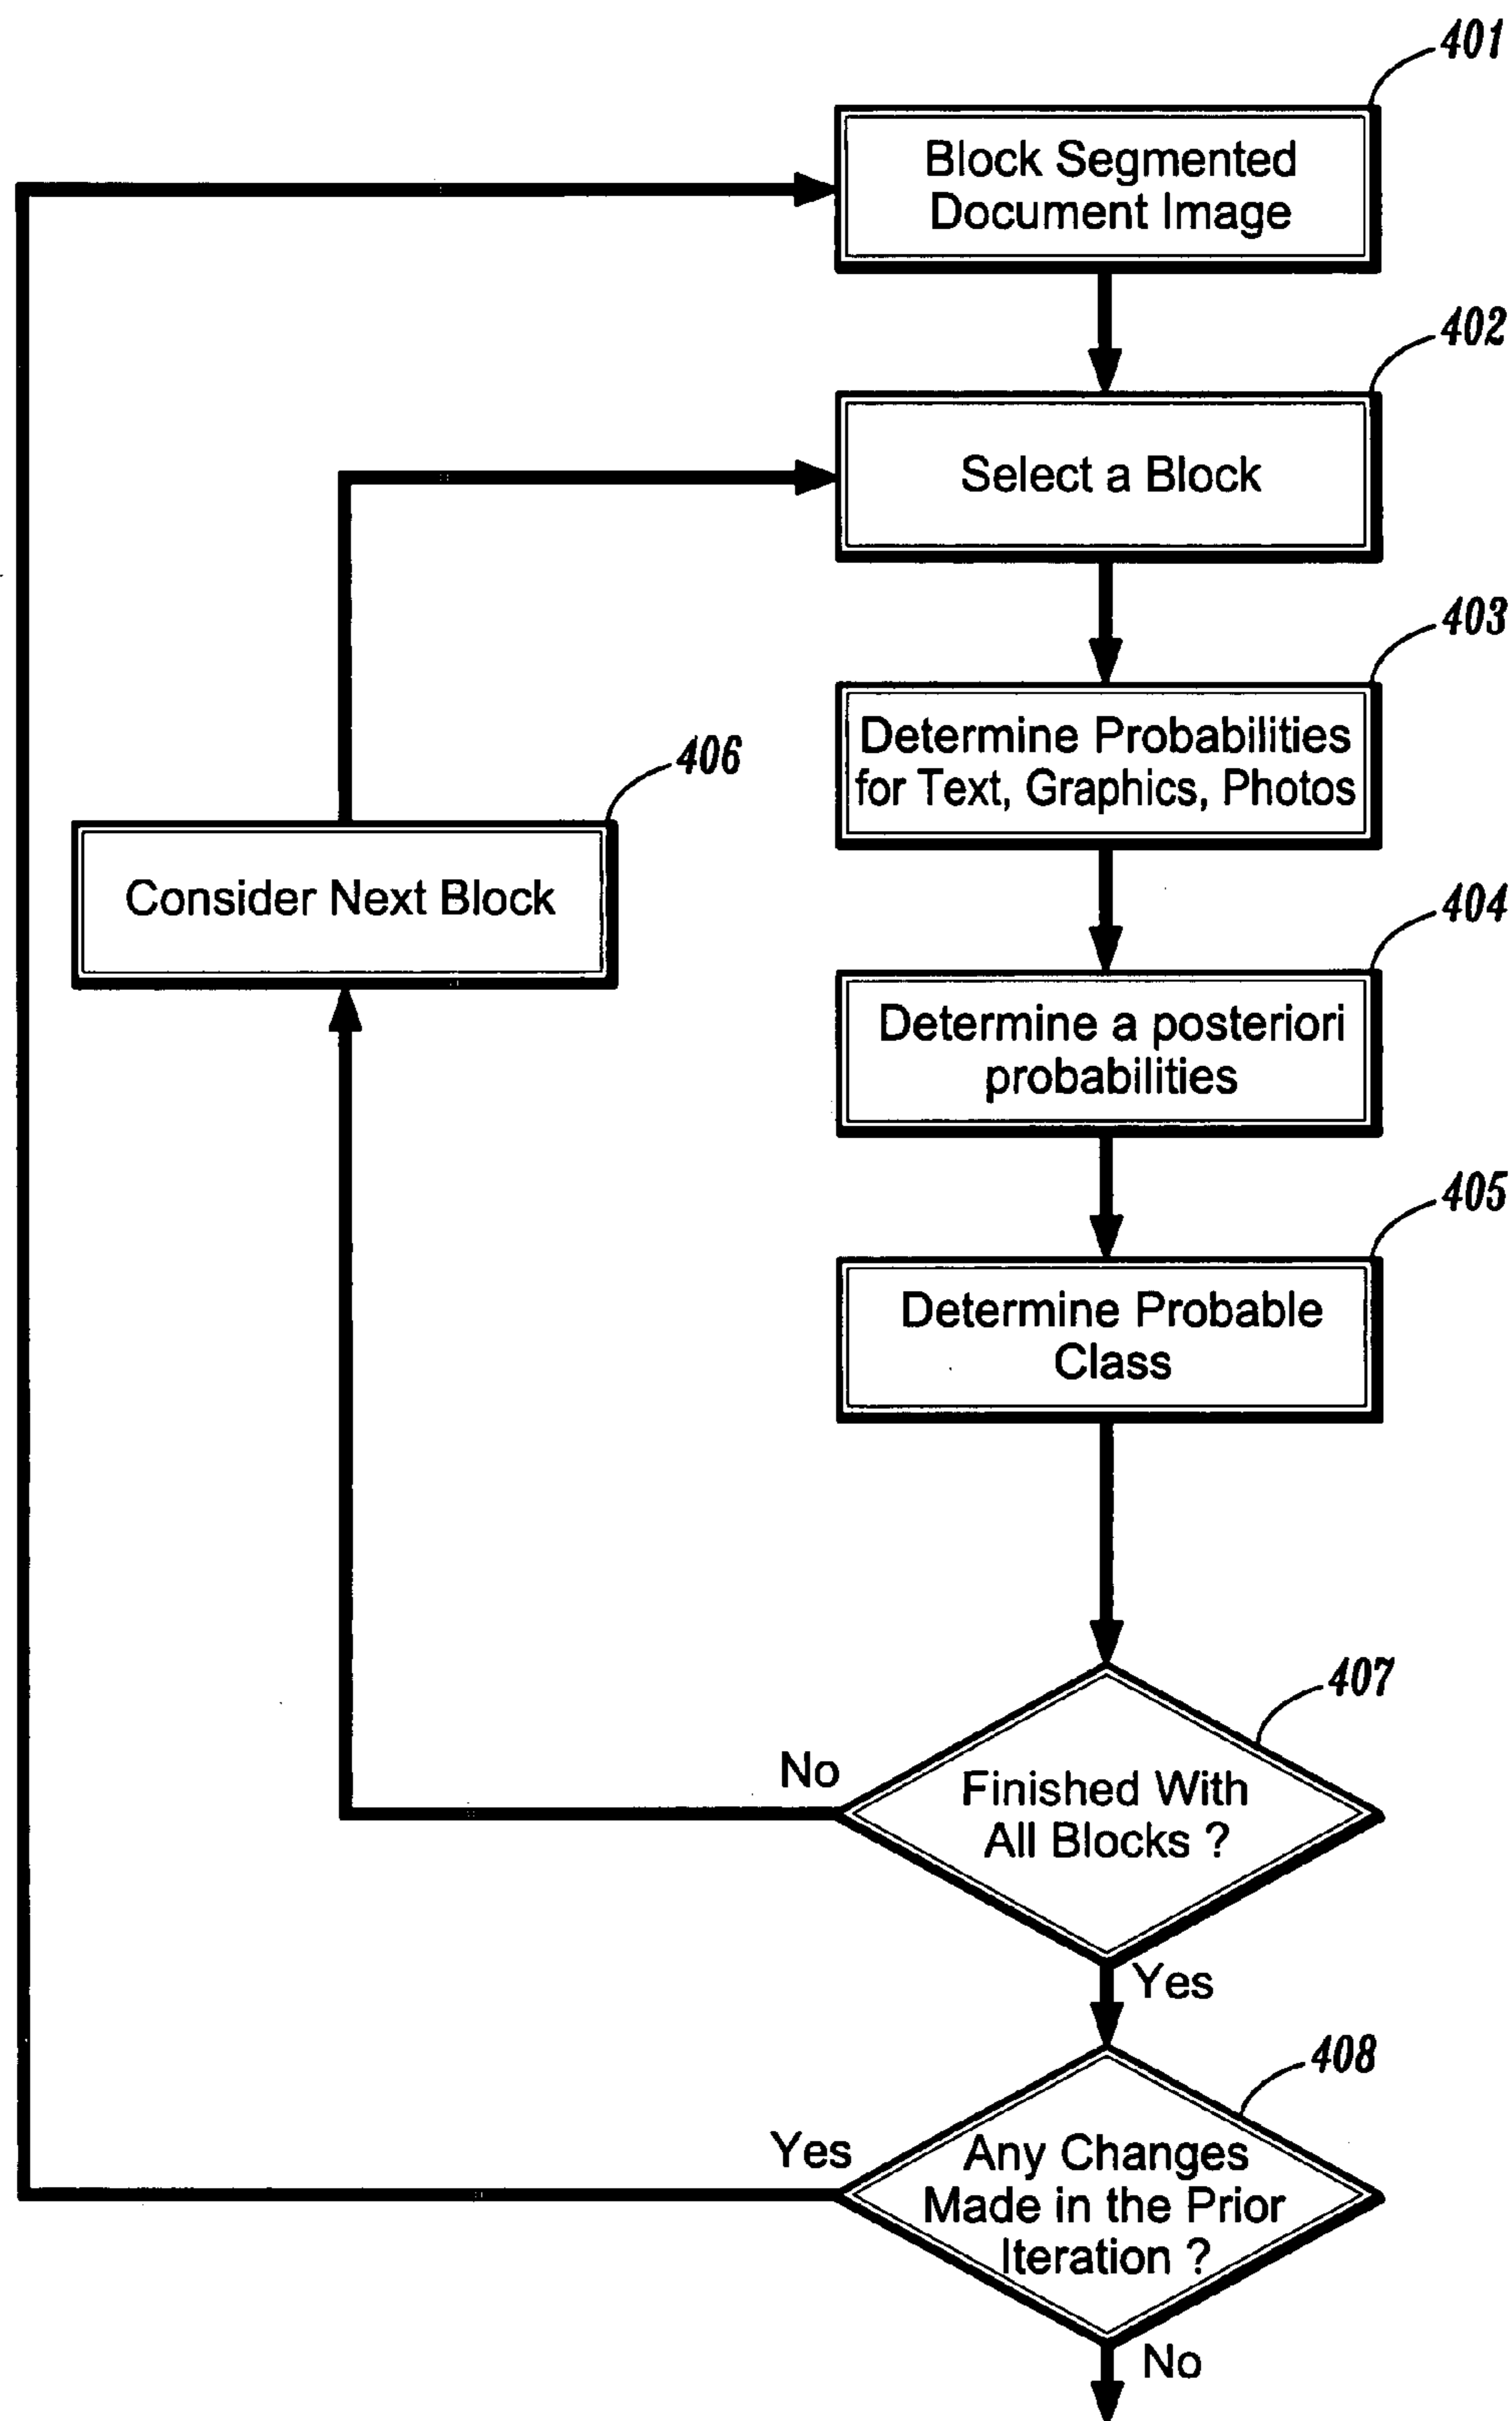 401
Block Segmented
Document Image
402
Select a Block
403
Determine Probabilities
for Text, Graphics, Photos
406
Consider Next Block
404
Determine a posteriori
probabilities
405
Determine Probable
Class
407
No
Finished With
All Blocks ?
Yes
408
Yes
Any Changes
Made in the Prior
Iteration ?
No